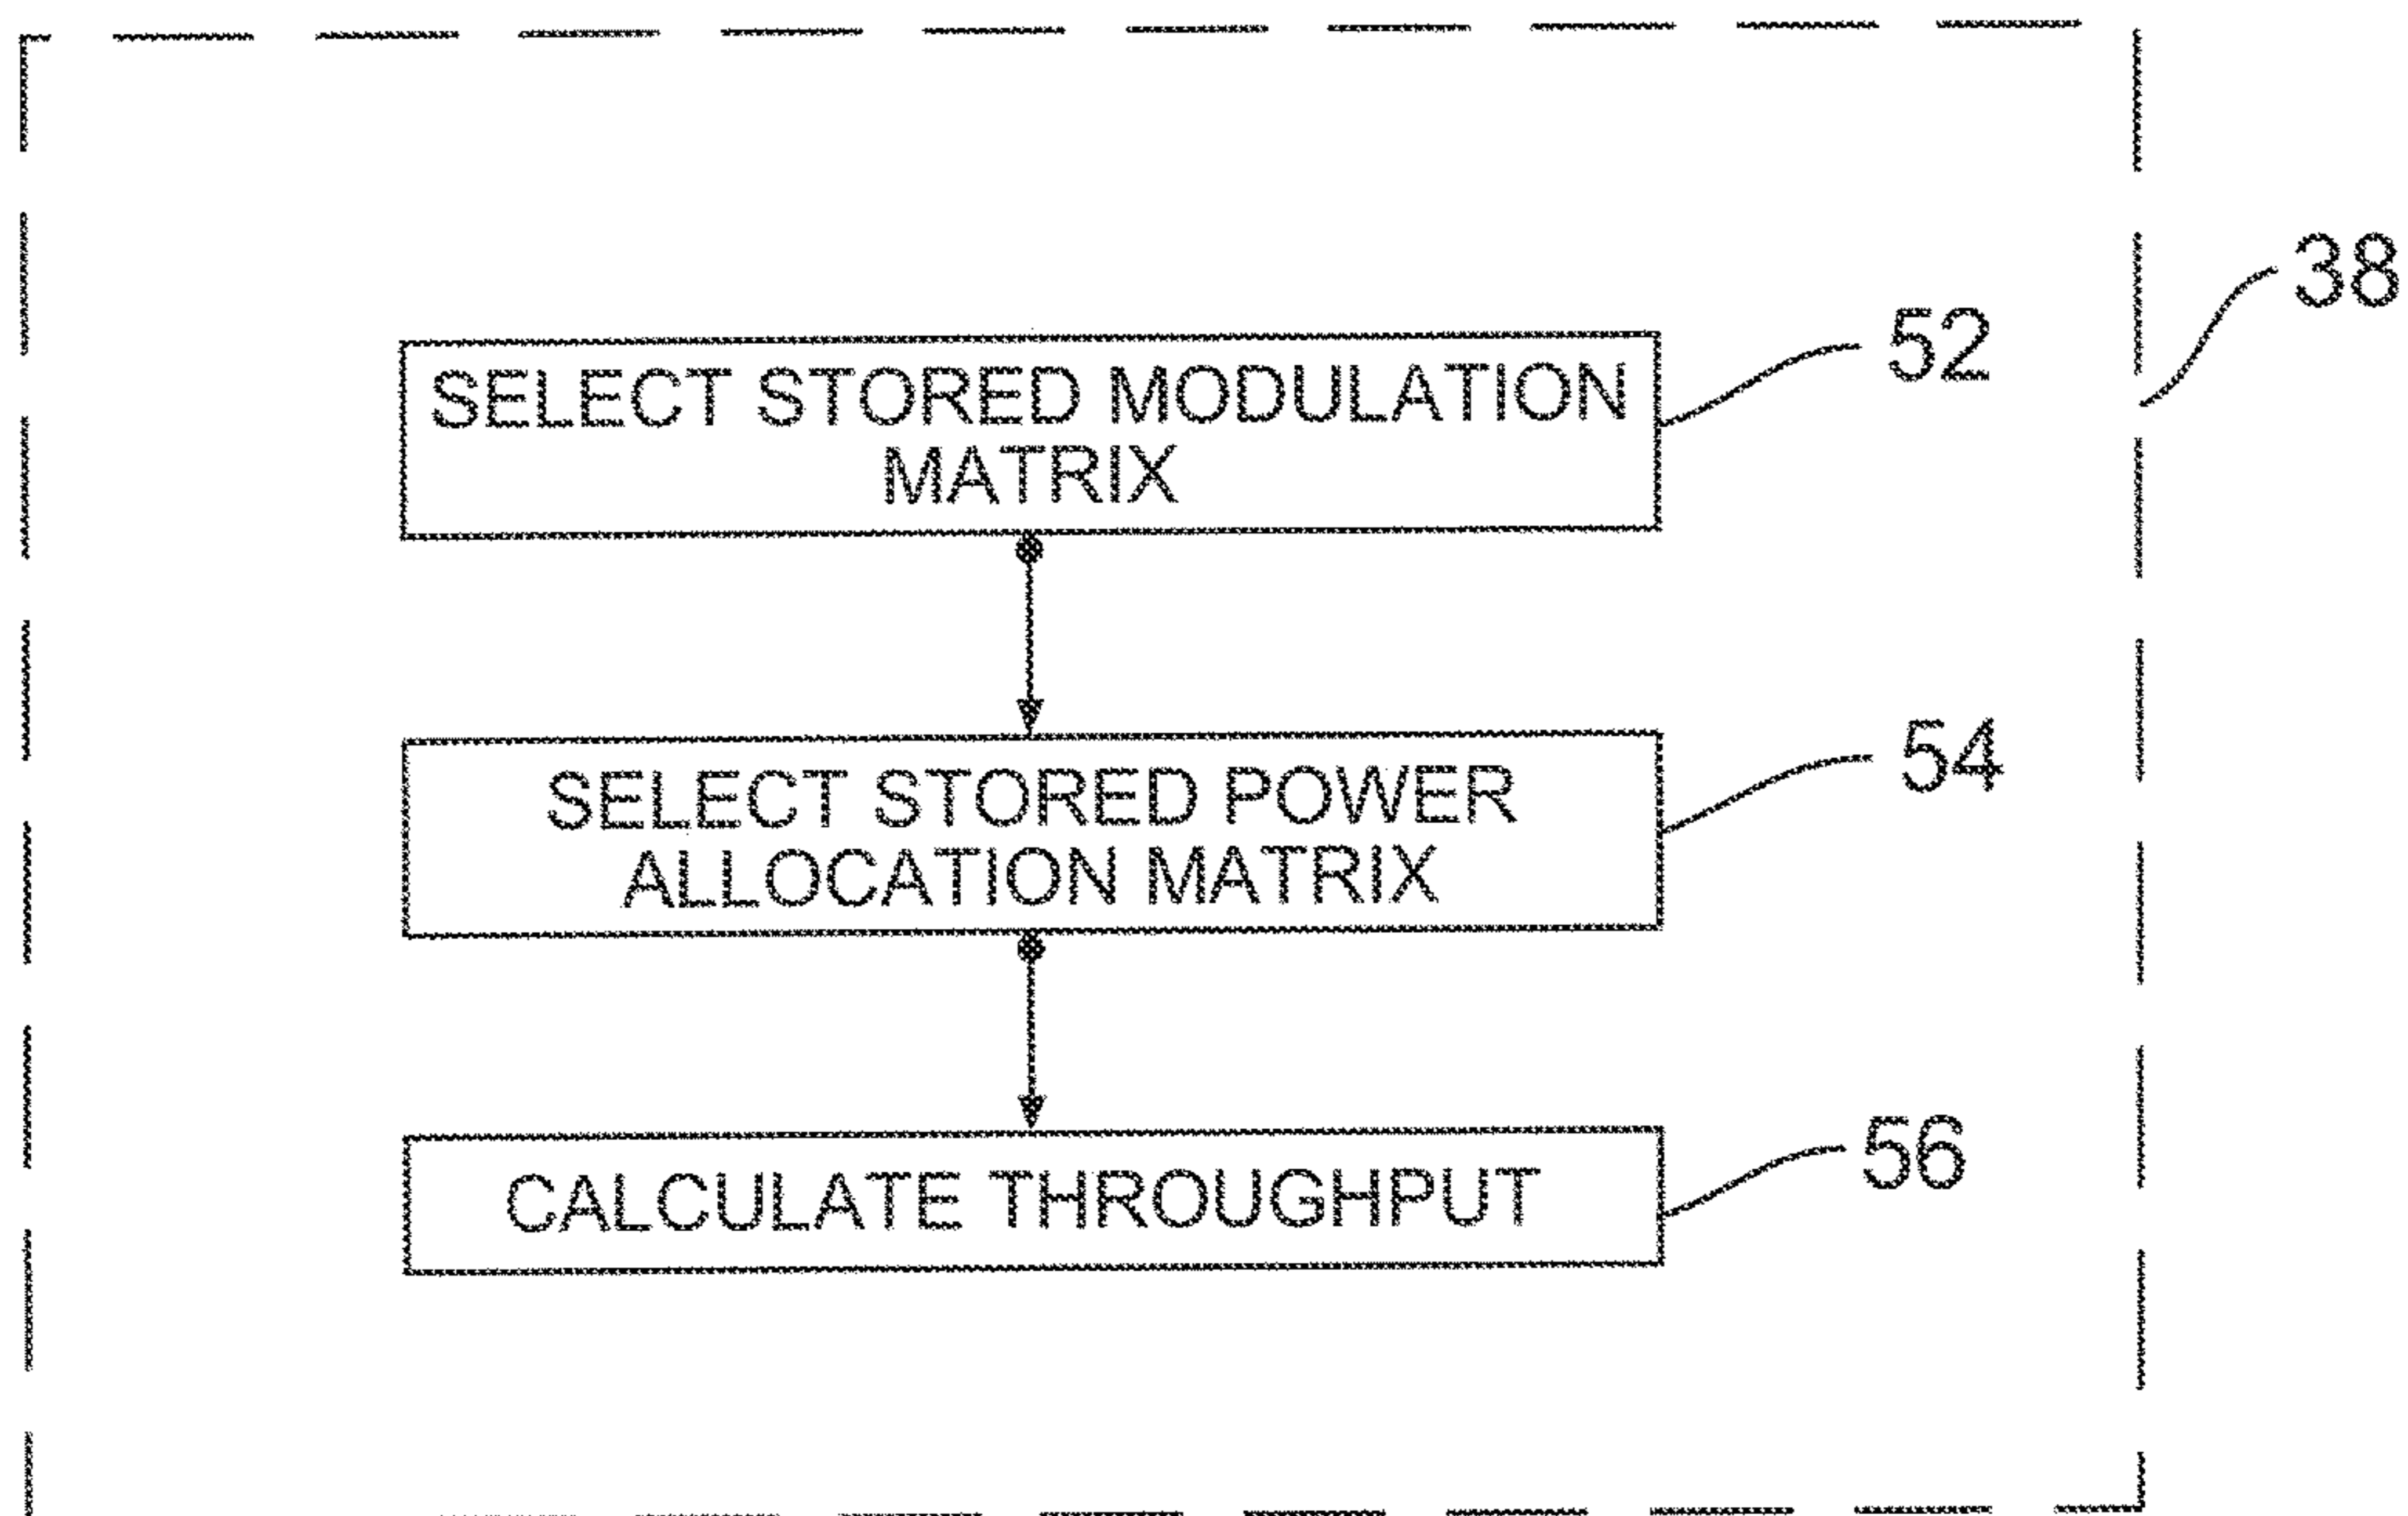 38
SELECT STORED MODULATION
MATRIX
52
SELECT STORED POWER
ALLOCATION MATRIX
54
CALCULATE THROUGHPUT
56